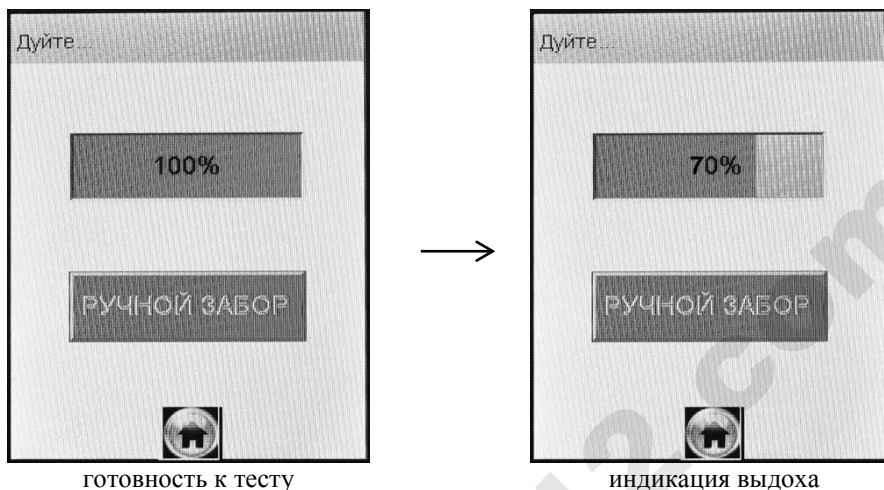 Дуйте...
100%
РУЧНОЙ ЗАБОР
готовность к тесту
Дуйте...
70%
РУЧНОЙ ЗАБОР
индикация выдоха